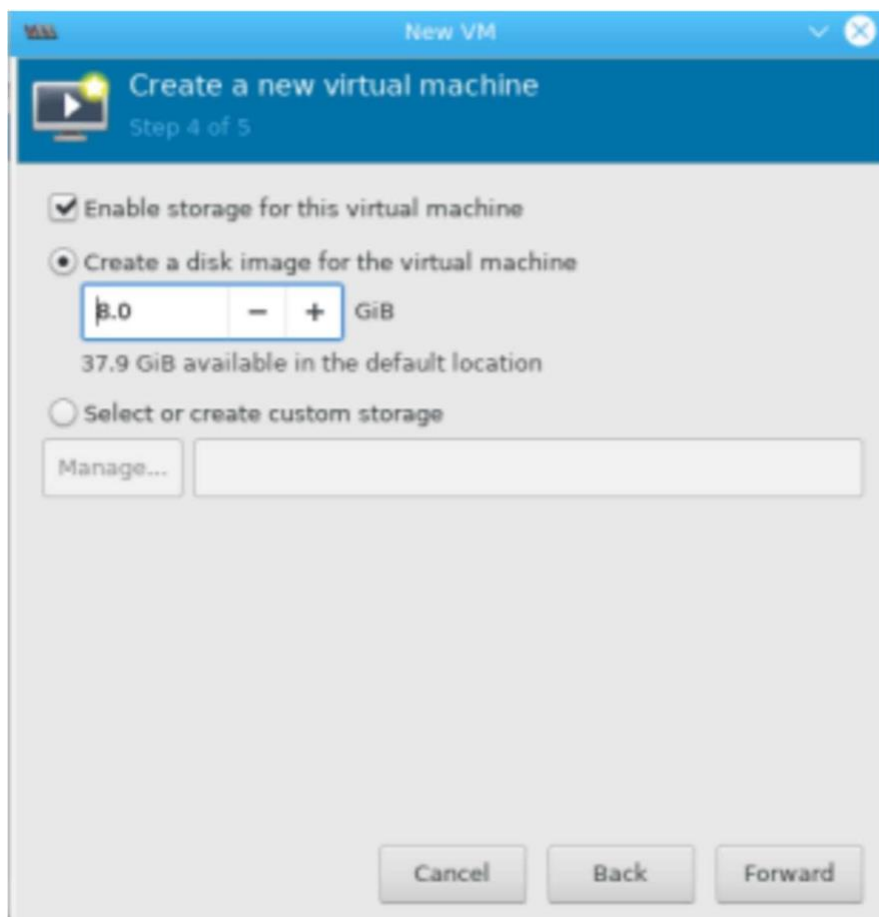 New VM
Create a new virtual machine
Step 4 of 5
Enable storage for this virtual machine
Create a disk image for the virtual machine
8.0 − + GiB
37.9 GiB available in the default location
Select or create custom storage
Manage...
Cancel Back Forward